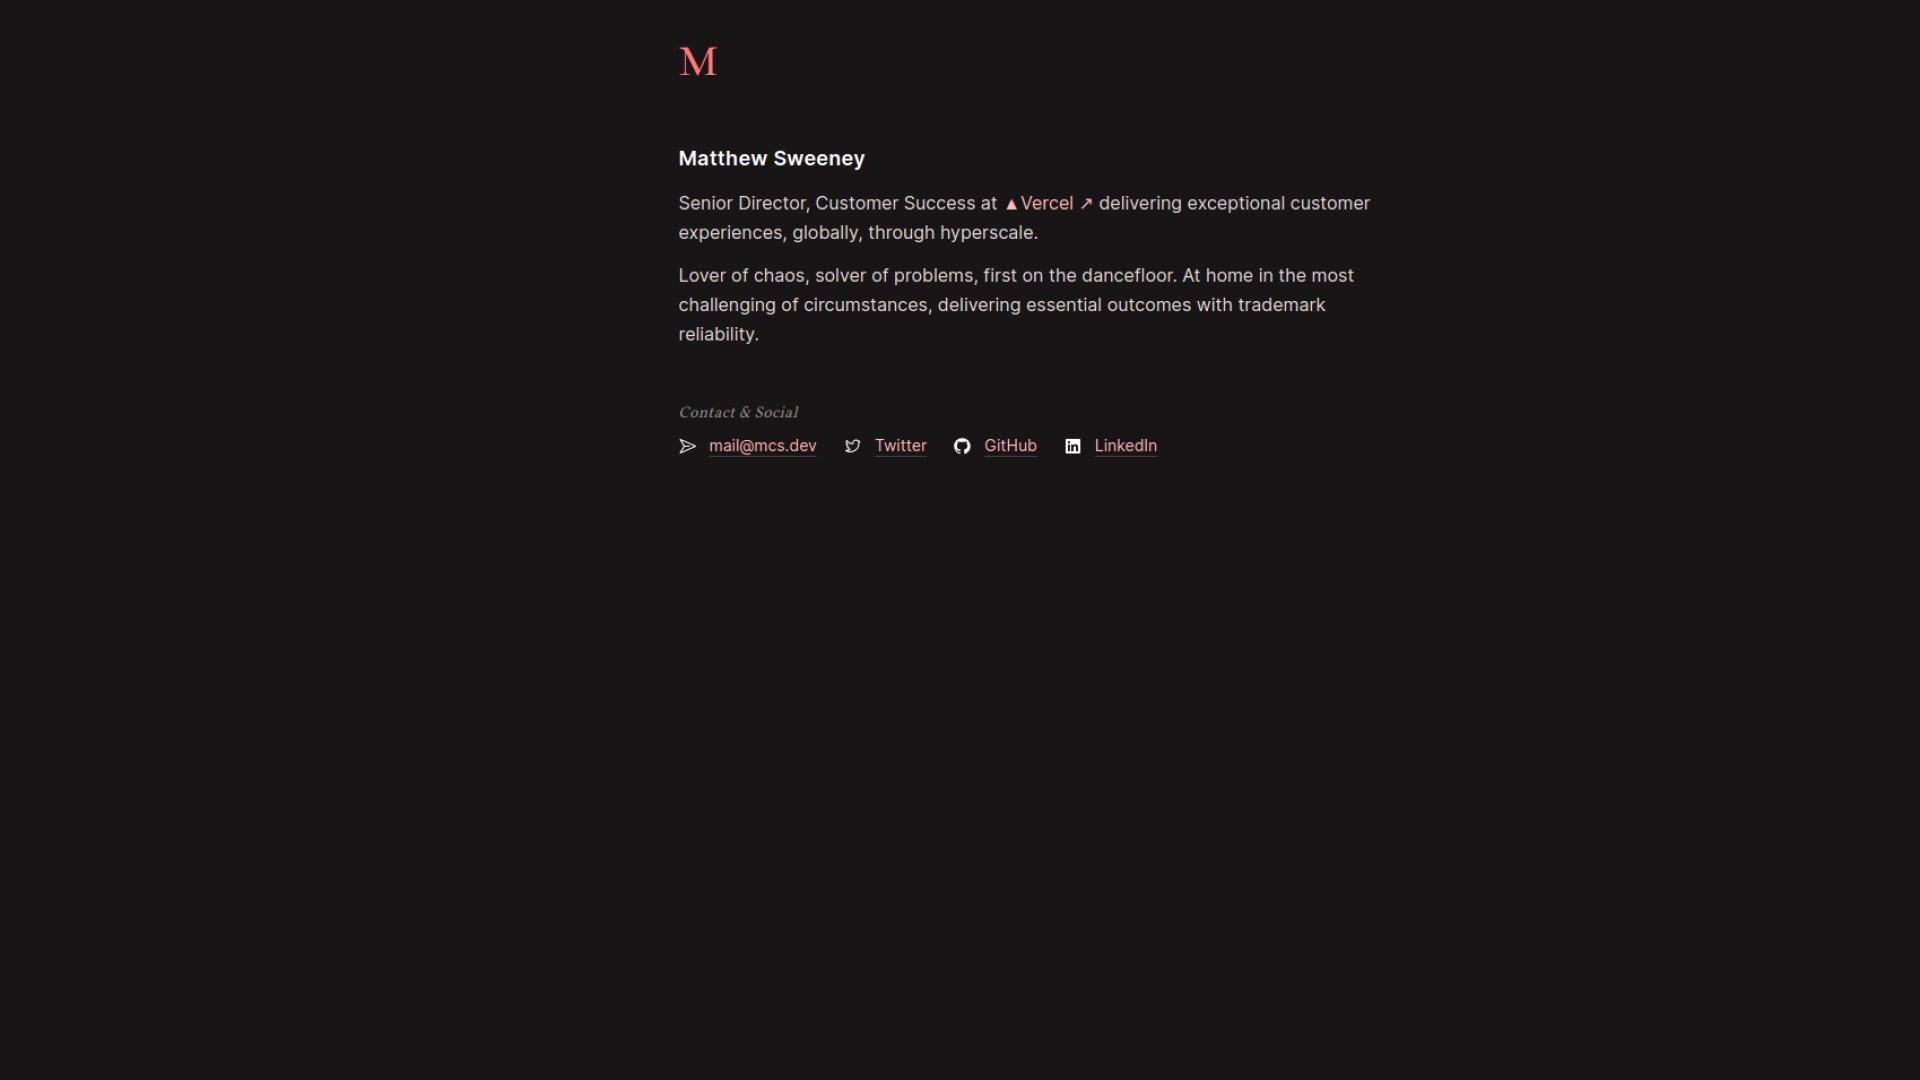 M
Matthew Sweeney
Senior Director, Customer Success at ▲Vercel ↗ delivering exceptional customer
experiences, globally, through hyperscale.
Lover of chaos, solver of problems, first on the dancefloor. At home in the most
challenging of circumstances, delivering essential outcomes with trademark
reliability.
Contact & Social
mail@mcs.dev Twitter GitHub LinkedIn